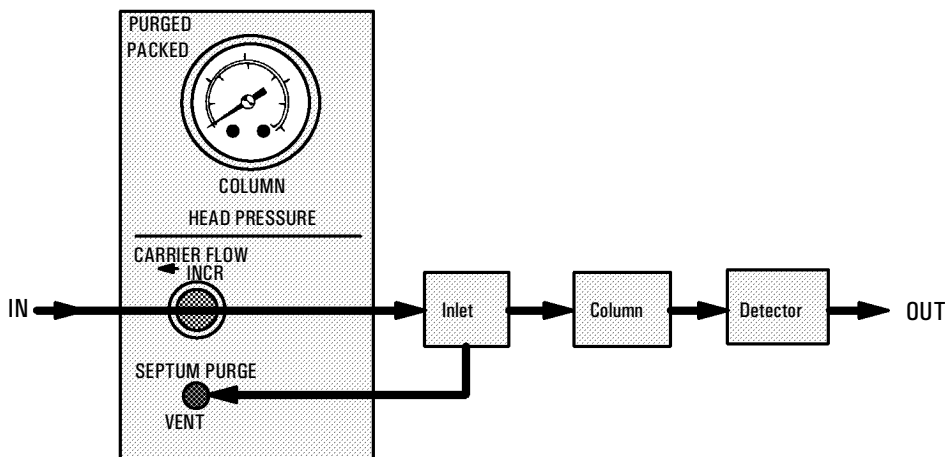 PURGED
PACKED
COLUMN
HEAD PRESSURE
CARRIER FLOW
INCR
IN
Inlet
Column
Detector
OUT
SEPTUM PURGE
VENT